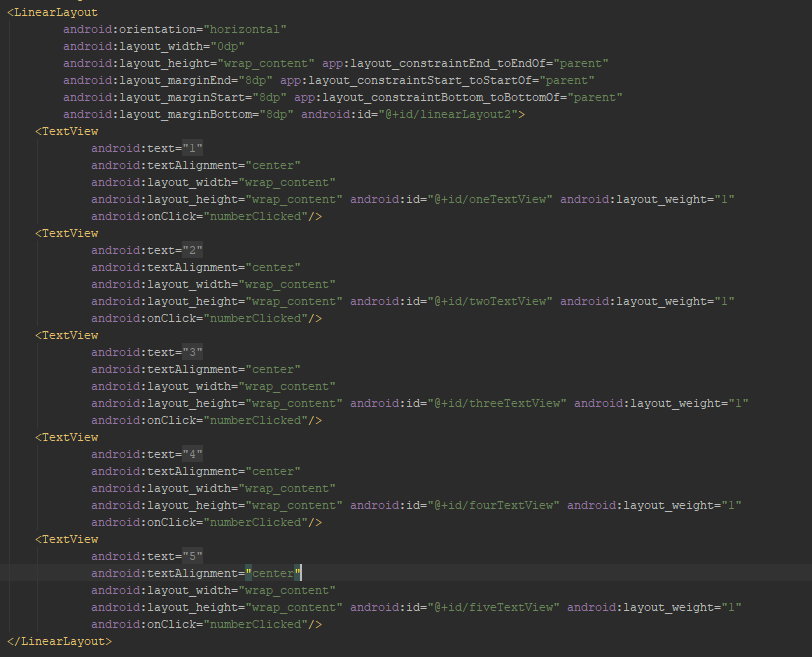 <LinearLayout
android:orientation="horizontal"
android:layout_width="0dp"
android:layout_height="wrap_content" app:layout_constraintEnd_toEndOf="parent"
android:layout_marginEnd="8dp" app:layout_constraintStart_toStartOf="parent"
android:layout_marginStart="8dp" app:layout_constraintBottom_toBottomOf="parent"
android:layout_marginBottom="8dp" android:id="@+id/linearLayout2">
<TextView
android:text="1"
android:textAlignment="center"
android:layout_width="wrap_content"
android:layout_height="wrap_content" android:id="@+id/oneTextView" android:layout_weight="1"
android:onClick="numberClicked"/>
<TextView
android:text="2"
android:textAlignment="center"
android:layout_width="wrap_content"
android:layout_height="wrap_content" android:id="@+id/twoTextView" android:layout_weight="1"
android:onClick="numberClicked"/>
<TextView
android:text="3"
android:textAlignment="center"
android:layout_width="wrap_content"
android:layout_height="wrap_content" android:id="@+id/threeTextView" android:layout_weight="1"
android:onClick="numberClicked"/>
<TextView
android:text="4"
android:textAlignment="center"
android:layout_width="wrap_content"
android:layout_height="wrap_content" android:id="@+id/fourTextView" android:layout_weight="1"
android:onClick="numberClicked"/>
<TextView
android:text="5"
android:textAlignment="center"
android:layout_width="wrap_content"
android:layout_height="wrap_content" android:id="@+id/fiveTextView" android:layout_weight="1"
android:onClick="numberClicked"/>
</LinearLayout>